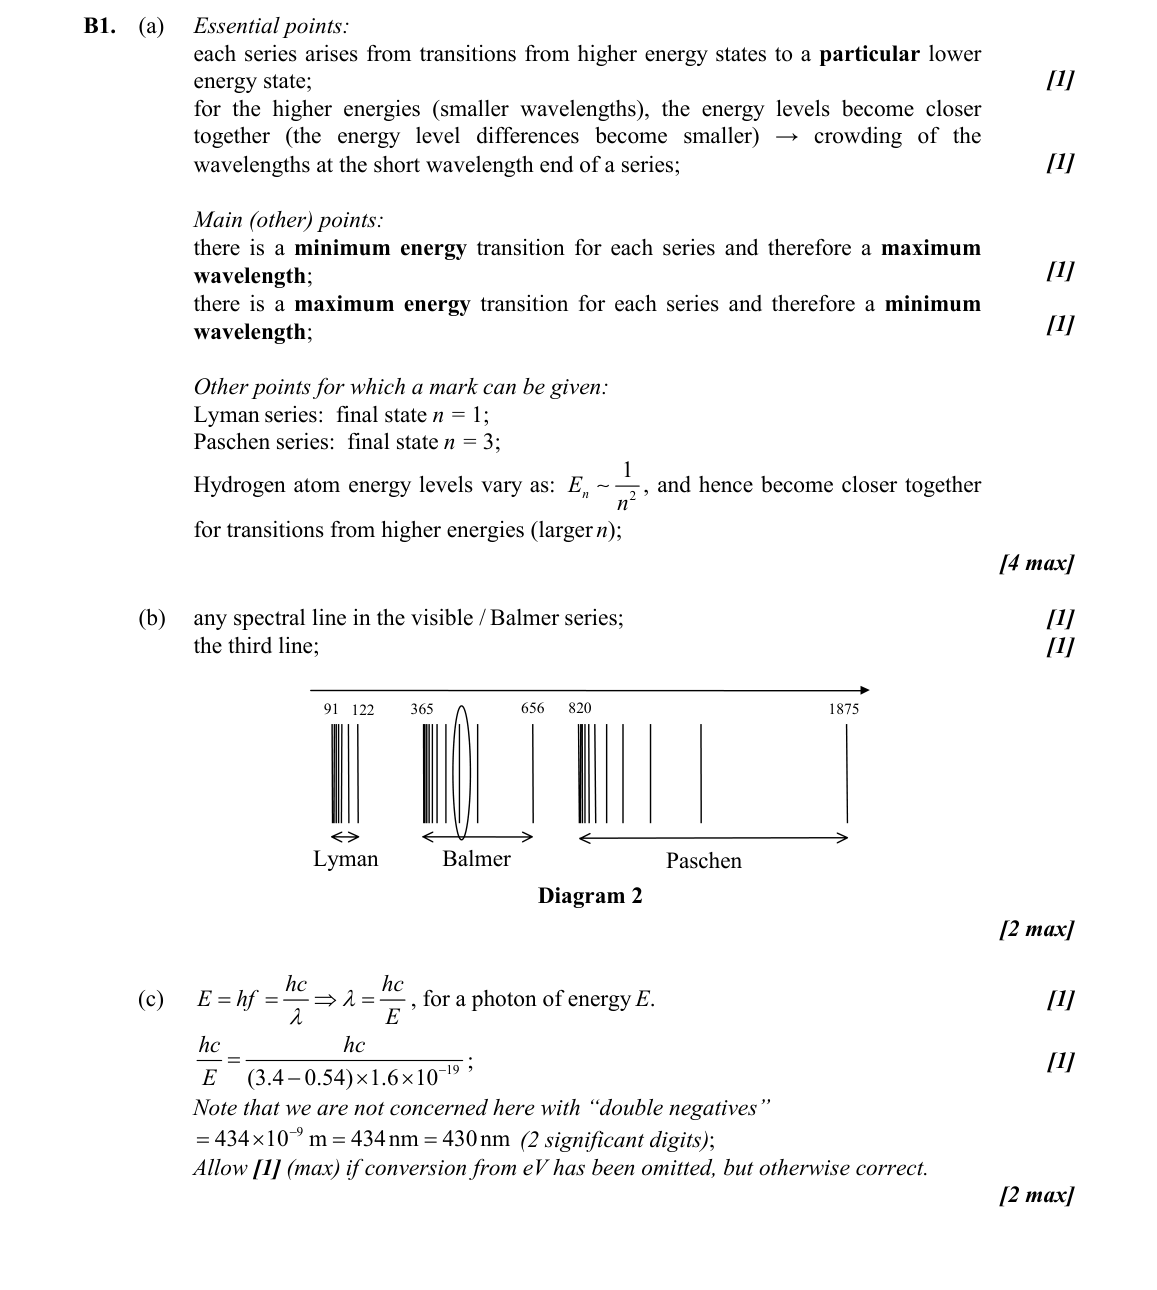 B1. (a) Essential points:
each series arises from transitions from higher energy states to a particular lower
energy state; [1]
for the higher energies (smaller wavelengths), the energy levels become closer
together (the energy level differences become smaller) → crowding of the
wavelengths at the short wavelength end of a series; [1]
Main (other) points:
there is a minimum energy transition for each series and therefore a maximum
wavelength; [1]
there is a maximum energy transition for each series and therefore a minimum
wavelength; [1]
Other points for which a mark can be given:
Lyman series: final state n = 1;
Paschen series: final state n = 3;
Hydrogen atom energy levels vary as: Eₙ ~ 1/n², and hence become closer together
for transitions from higher energies (larger n);
[4 max]
(b) any spectral line in the visible / Balmer series; [1]
the third line; [1]
91 122 365 656 820 1875
Lyman Balmer Paschen
Diagram 2
[2 max]
(c) E = hf = hc/λ ⇒ λ = hc/E, for a photon of energy E. [1]
hc/E = hc/((3.4 − 0.54) × 1.6 × 10⁻¹⁹); [1]
Note that we are not concerned here with “double negatives”
= 434 × 10⁻⁹ m = 434 nm = 430 nm (2 significant digits);
Allow [1] (max) if conversion from eV has been omitted, but otherwise correct.
[2 max]